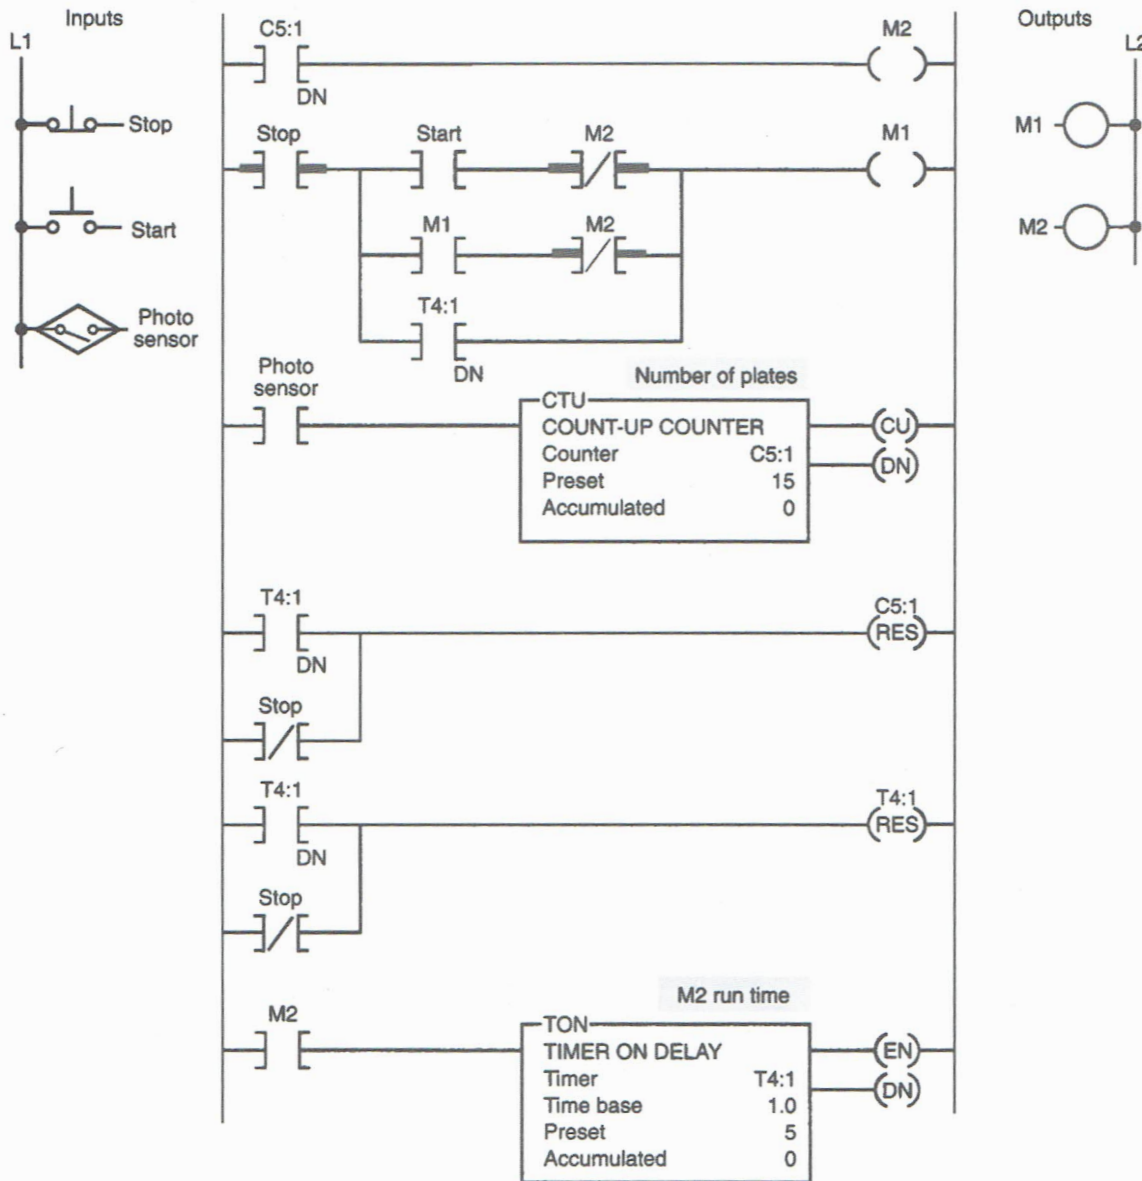 Inputs
L1
Stop
Start
Photo
sensor
C5:1
DN
M2
Stop
Start
M2
M1
M1
M2
T4:1
DN
Photo
sensor
Number of plates
CTU
COUNT-UP COUNTER
Counter C5:1
Preset 15
Accumulated 0
CU
DN
T4:1
DN
C5:1
RES
Stop
T4:1
DN
T4:1
RES
Stop
M2
M2 run time
TON
TIMER ON DELAY
Timer T4:1
Time base 1.0
Preset 5
Accumulated 0
EN
DN
Outputs
L2
M1
M2